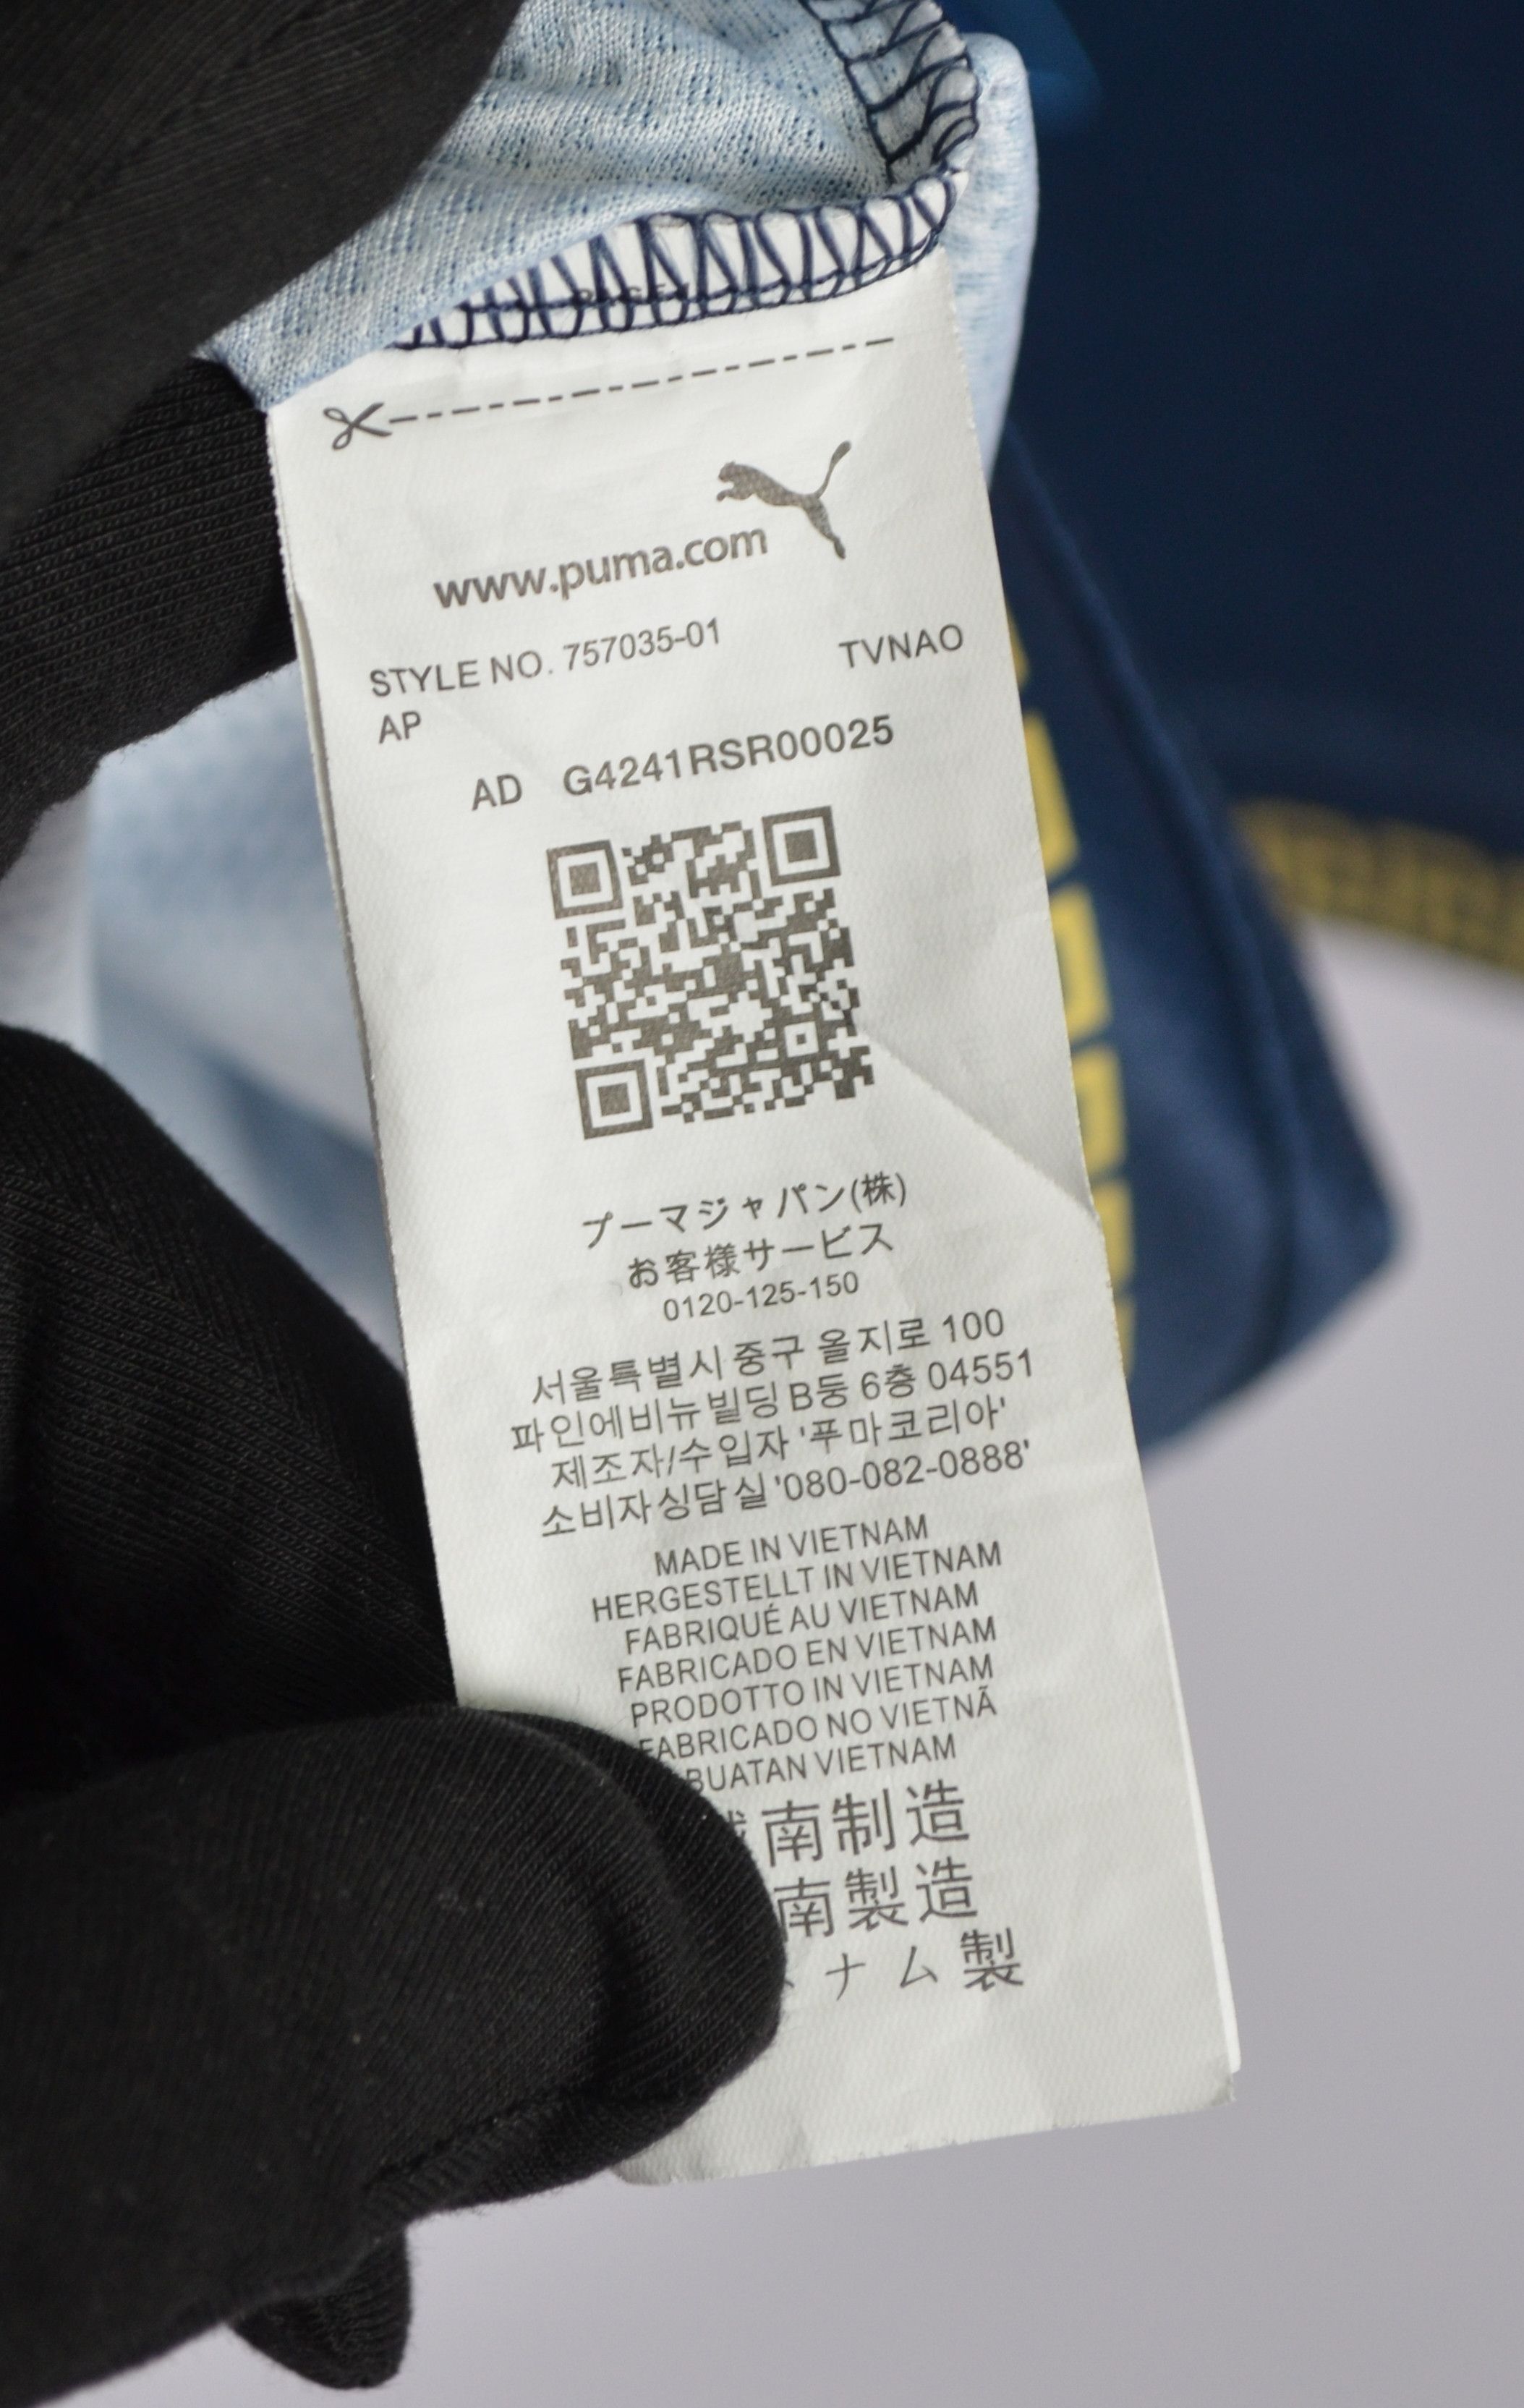 www.puma.com
STYLE NO. 757035-01 TVNAO
AP
AD G4241RSR00025
プーマジャパン(株)
お客様サービス
0120-125-150
서울특별시 중구 을지로 100
파인에비뉴빌딩 B동 6층 04551
제조자/수입자 '푸마코리아'
소비자싱담실 '080-082-0888'
MADE IN VIETNAM
HERGESTELLT IN VIETNAM
FABRIQUÉ AU VIETNAM
FABRICADO EN VIETNAM
PRODOTTO IN VIETNAM
FABRICADO NO VIETNÃ
BUATAN VIETNAM
南制造
南製造
ナム製